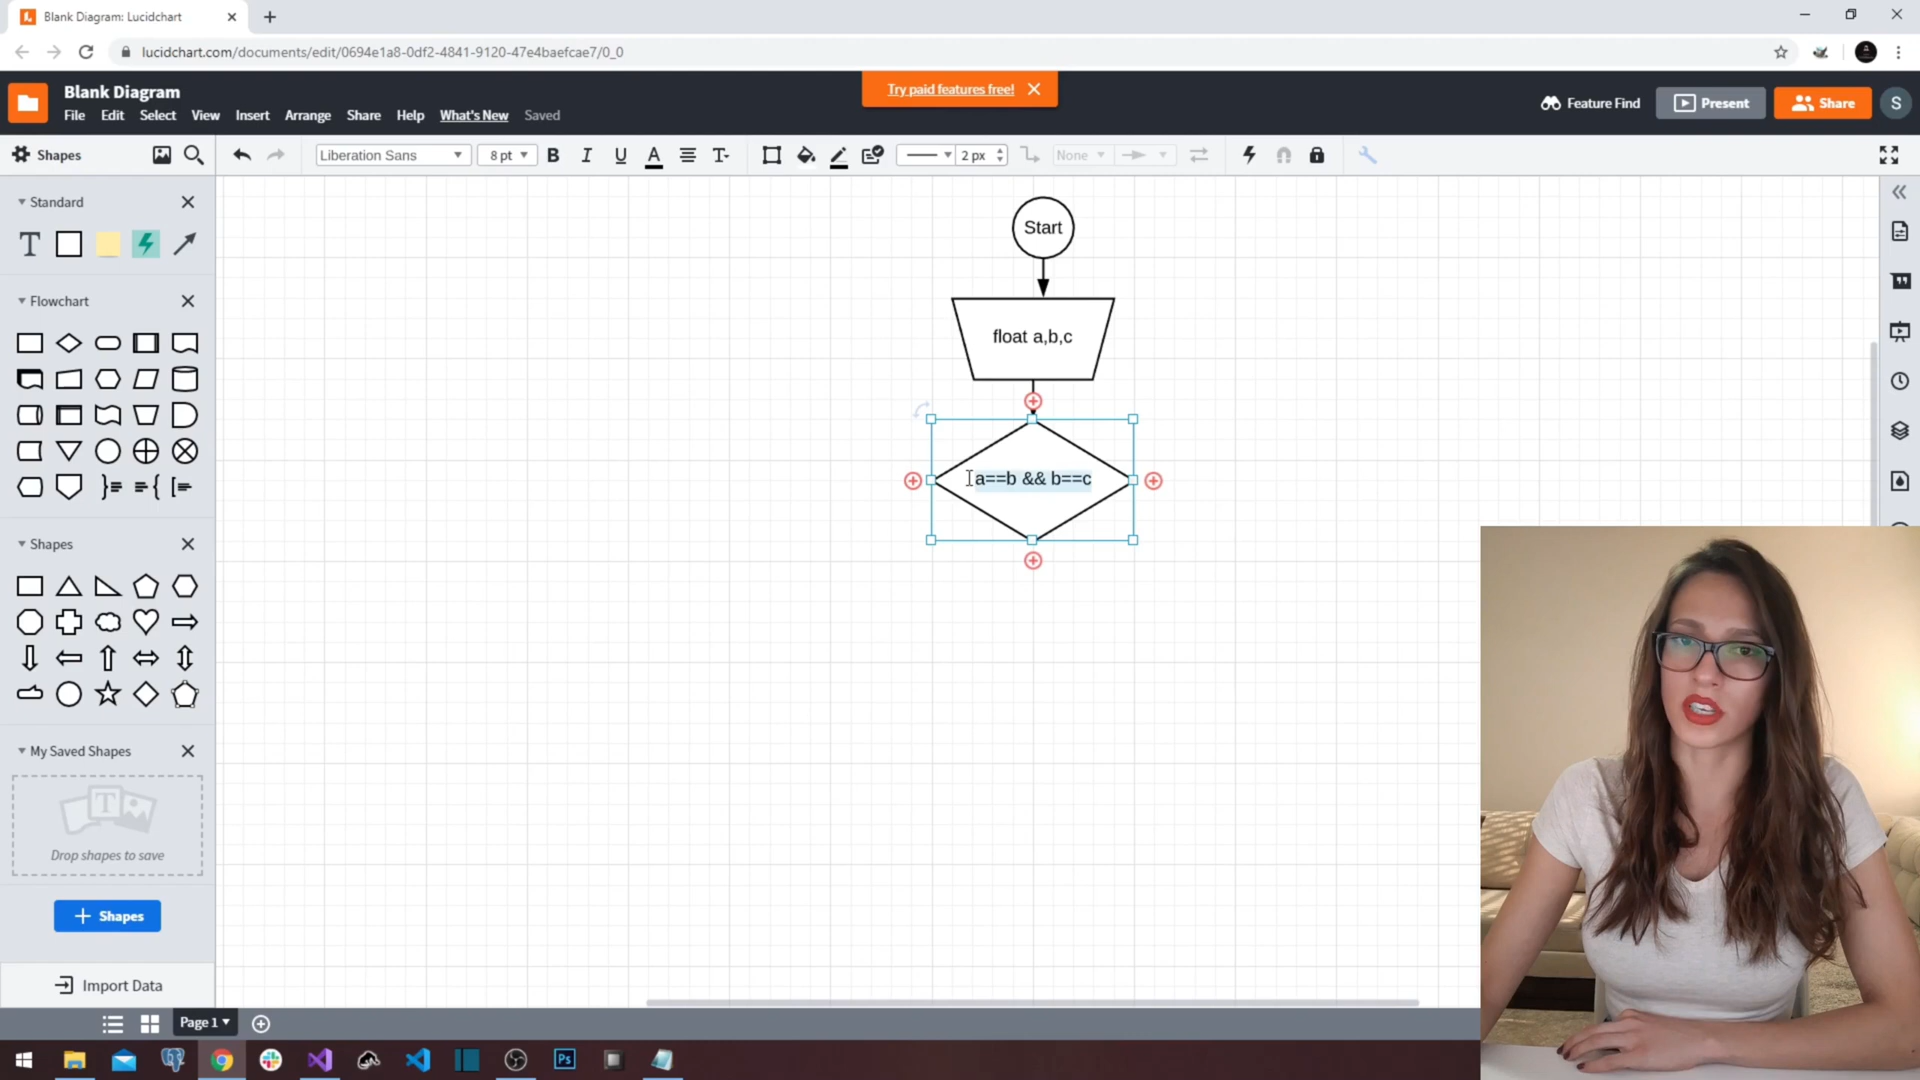 Blank Diagram: Lucidchart
lucidchart.com/documents/edit/0694e1a8-0df2-4841-9120-47e4baefcae7/0_0
Blank Diagram
Try paid features free!
Feature Find
Present
Share
S
File Edit Select View Insert Arrange Share Help What's New Saved
Shapes
Liberation Sans
8 pt
B I U A T
2 px
None
Standard
T
Flowchart
Shapes
My Saved Shapes
T
Drop shapes to save
+ Shapes
Import Data
Start
float a,b,c
a==b && b==c
Page 1
Ps